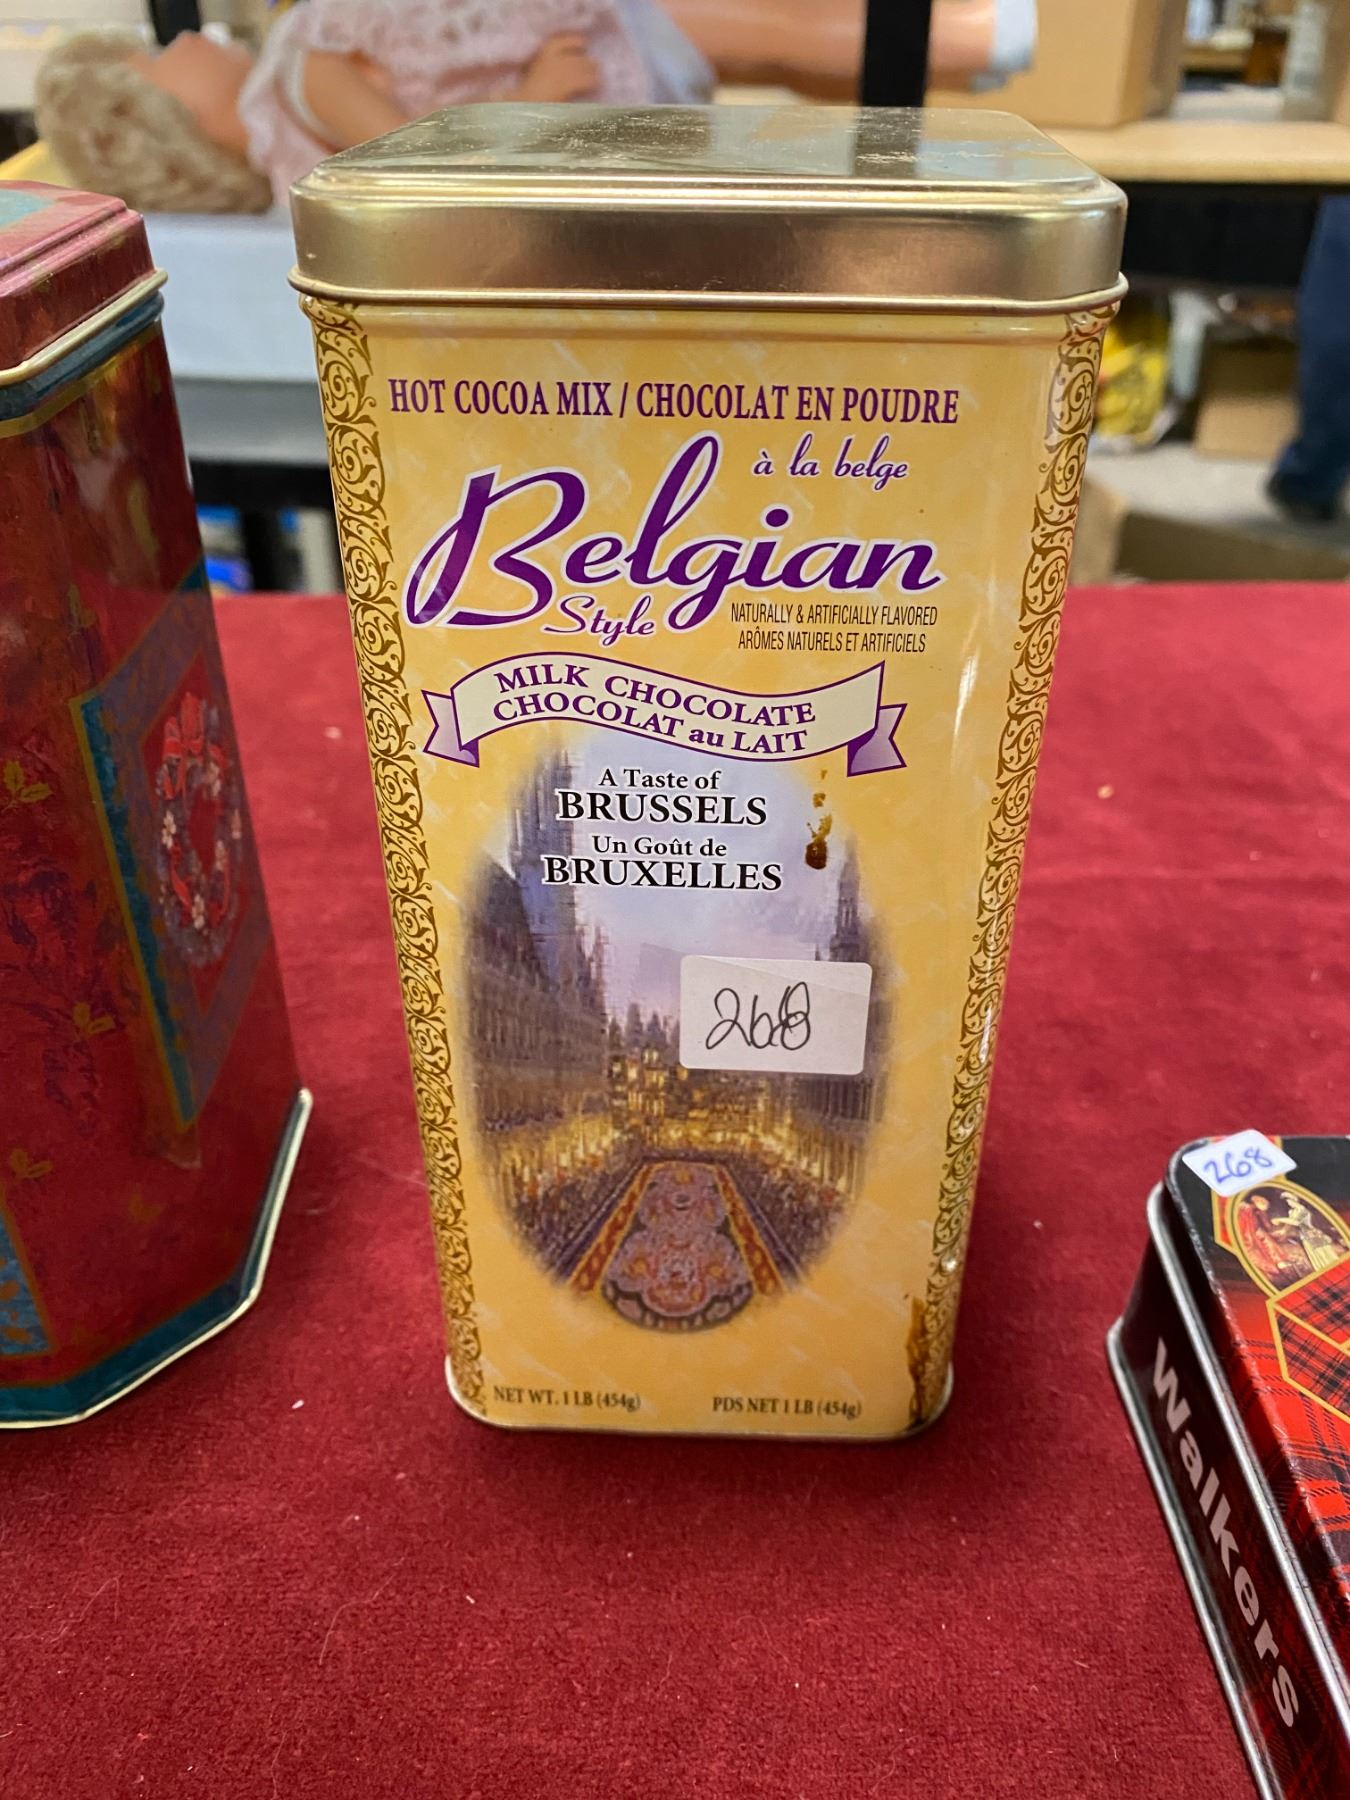 HOT COCOA MIX / CHOCOLAT EN POUDRE
à la belge
Belgian
Style
NATURALLY & ARTIFICIALLY FLAVORED
ARÔMES NATURELS ET ARTIFICIELS
MILK CHOCOLATE
CHOCOLAT au LAIT
A Taste of
BRUSSELS
Un Goût de
BRUXELLES
268
NET WT. 1 LB (454g)
PDS NET 1 LB (454g)
268
Walkers